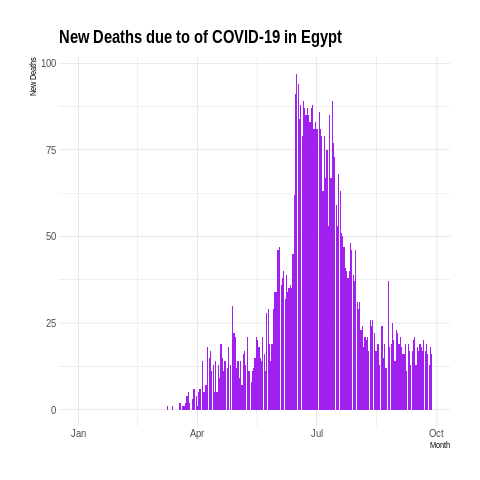 New Deaths due to of COVID-19 in Egypt
New Deaths
100
75
50
25
0
Jan Apr Jul Oct
Month